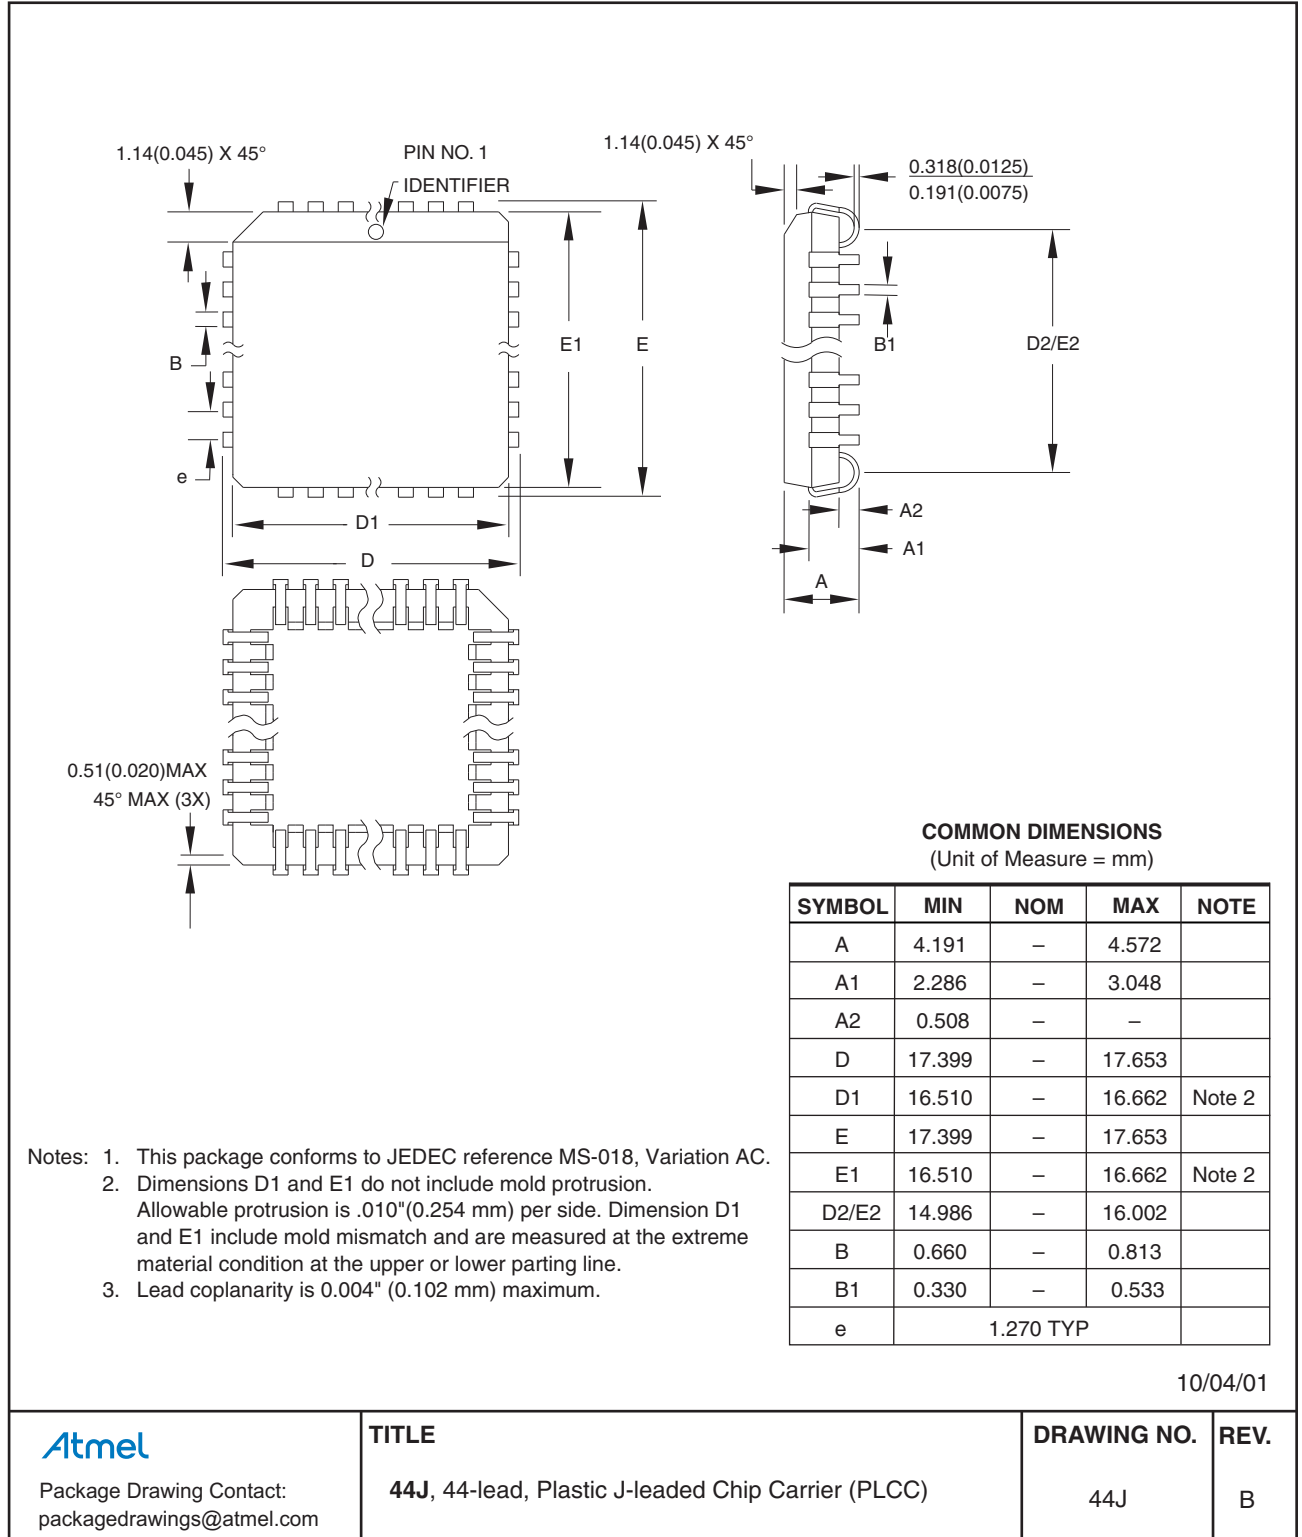 1.14(0.045) X 45°
PIN NO. 1
IDENTIFIER
1.14(0.045) X 45°
0.318(0.0125)
0.191(0.0075)
B
e
E1
E
B1
D2/E2
A2
A1
A
D1
D
0.51(0.020)MAX
45° MAX (3X)
COMMON DIMENSIONS
(Unit of Measure = mm)
SYMBOL MIN NOM MAX NOTE
A 4.191 – 4.572
A1 2.286 – 3.048
A2 0.508 – –
D 17.399 – 17.653
D1 16.510 – 16.662 Note 2
E 17.399 – 17.653
E1 16.510 – 16.662 Note 2
D2/E2 14.986 – 16.002
B 0.660 – 0.813
B1 0.330 – 0.533
e 1.270 TYP
Notes: 1. This package conforms to JEDEC reference MS-018, Variation AC.
2. Dimensions D1 and E1 do not include mold protrusion.
Allowable protrusion is .010"(0.254 mm) per side. Dimension D1
and E1 include mold mismatch and are measured at the extreme
material condition at the upper or lower parting line.
3. Lead coplanarity is 0.004" (0.102 mm) maximum.
10/04/01
Atmel
Package Drawing Contact:
packagedrawings@atmel.com
TITLE
44J, 44-lead, Plastic J-leaded Chip Carrier (PLCC)
DRAWING NO.
44J
REV.
B